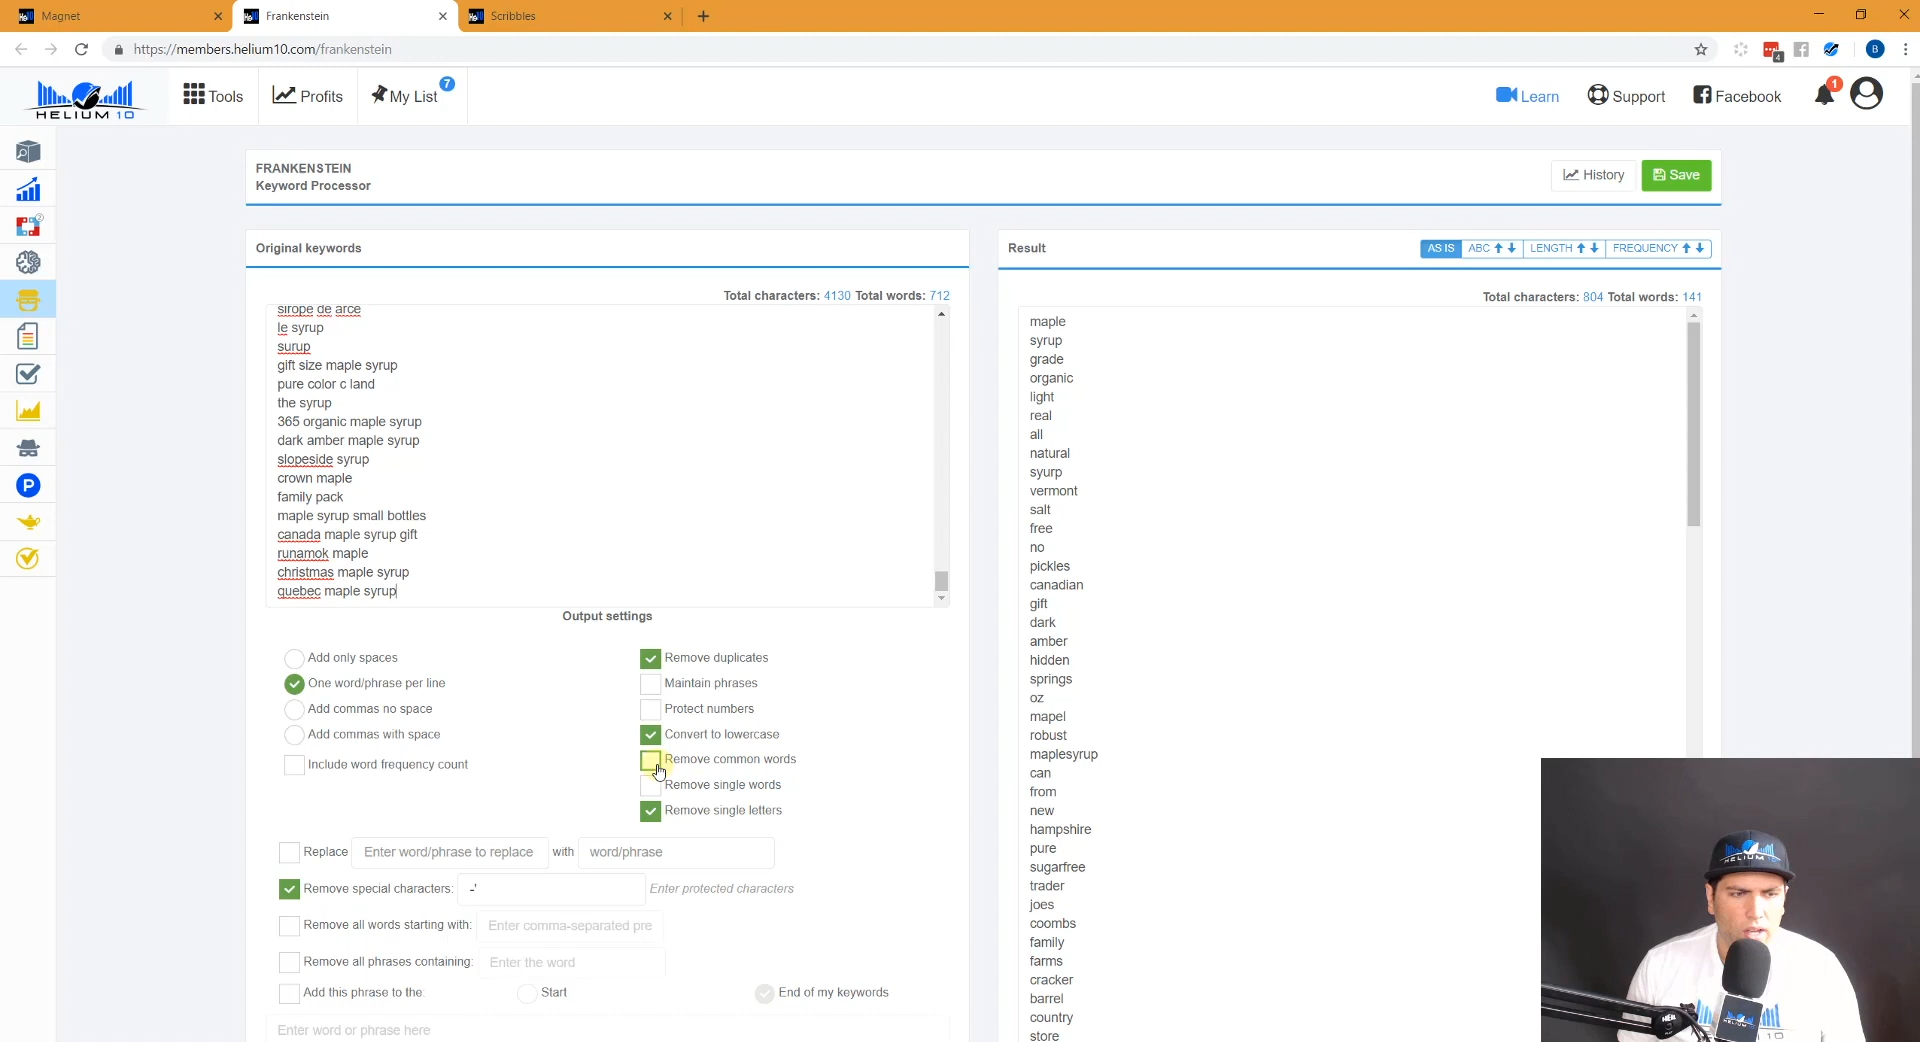 Magnet
Frankenstein
Scribbles
https://members.helium10.com/frankenstein
4
B
HELIUM 10
Tools
Profits
My List
7
Learn
Support
Facebook
1
FRANKENSTEIN
Keyword Processor
History
Save
Original keywords
Total characters: 4130 Total words: 712
sirope de arce
le syrup
surup
gift size maple syrup
pure color c land
the syrup
365 organic maple syrup
dark amber maple syrup
slopeside syrup
crown maple
family pack
maple syrup small bottles
canada maple syrup gift
runamok maple
christmas maple syrup
quebec maple syrup
Output settings
Add only spaces
One word/phrase per line
Add commas no space
Add commas with space
Include word frequency count
Remove duplicates
Maintain phrases
Protect numbers
Convert to lowercase
Remove common words
Remove single words
Remove single letters
Replace Enter word/phrase to replace with word/phrase
Remove special characters: -' Enter protected characters
Remove all words starting with: Enter comma-separated pre
Remove all phrases containing: Enter the word
Add this phrase to the: Start End of my keywords
Enter word or phrase here
Result
AS IS ABC LENGTH FREQUENCY
Total characters: 804 Total words: 141
maple
syrup
grade
organic
light
real
all
natural
syurp
vermont
salt
free
no
pickles
canadian
gift
dark
amber
hidden
springs
oz
mapel
robust
maplesyrup
can
from
new
hampshire
pure
sugarfree
trader
joes
coombs
family
farms
cracker
barrel
country
store
P
HELIUM 10